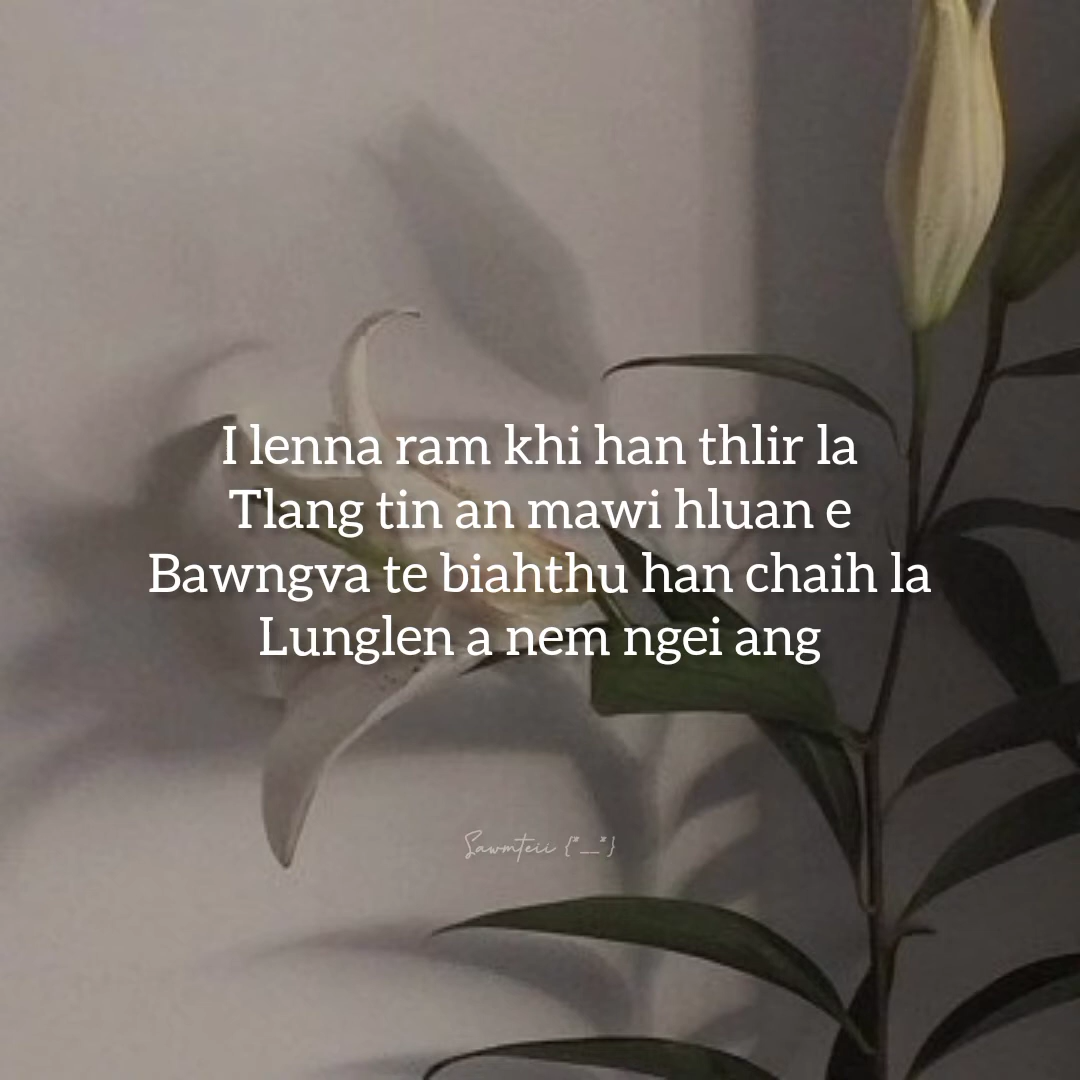 I lenna ram khi han thlir la
Tlang tin an mawi hluan e
Bawngva te biahthu han chaih la
Lunglen a nem ngei ang
Sawmteii {"__"}